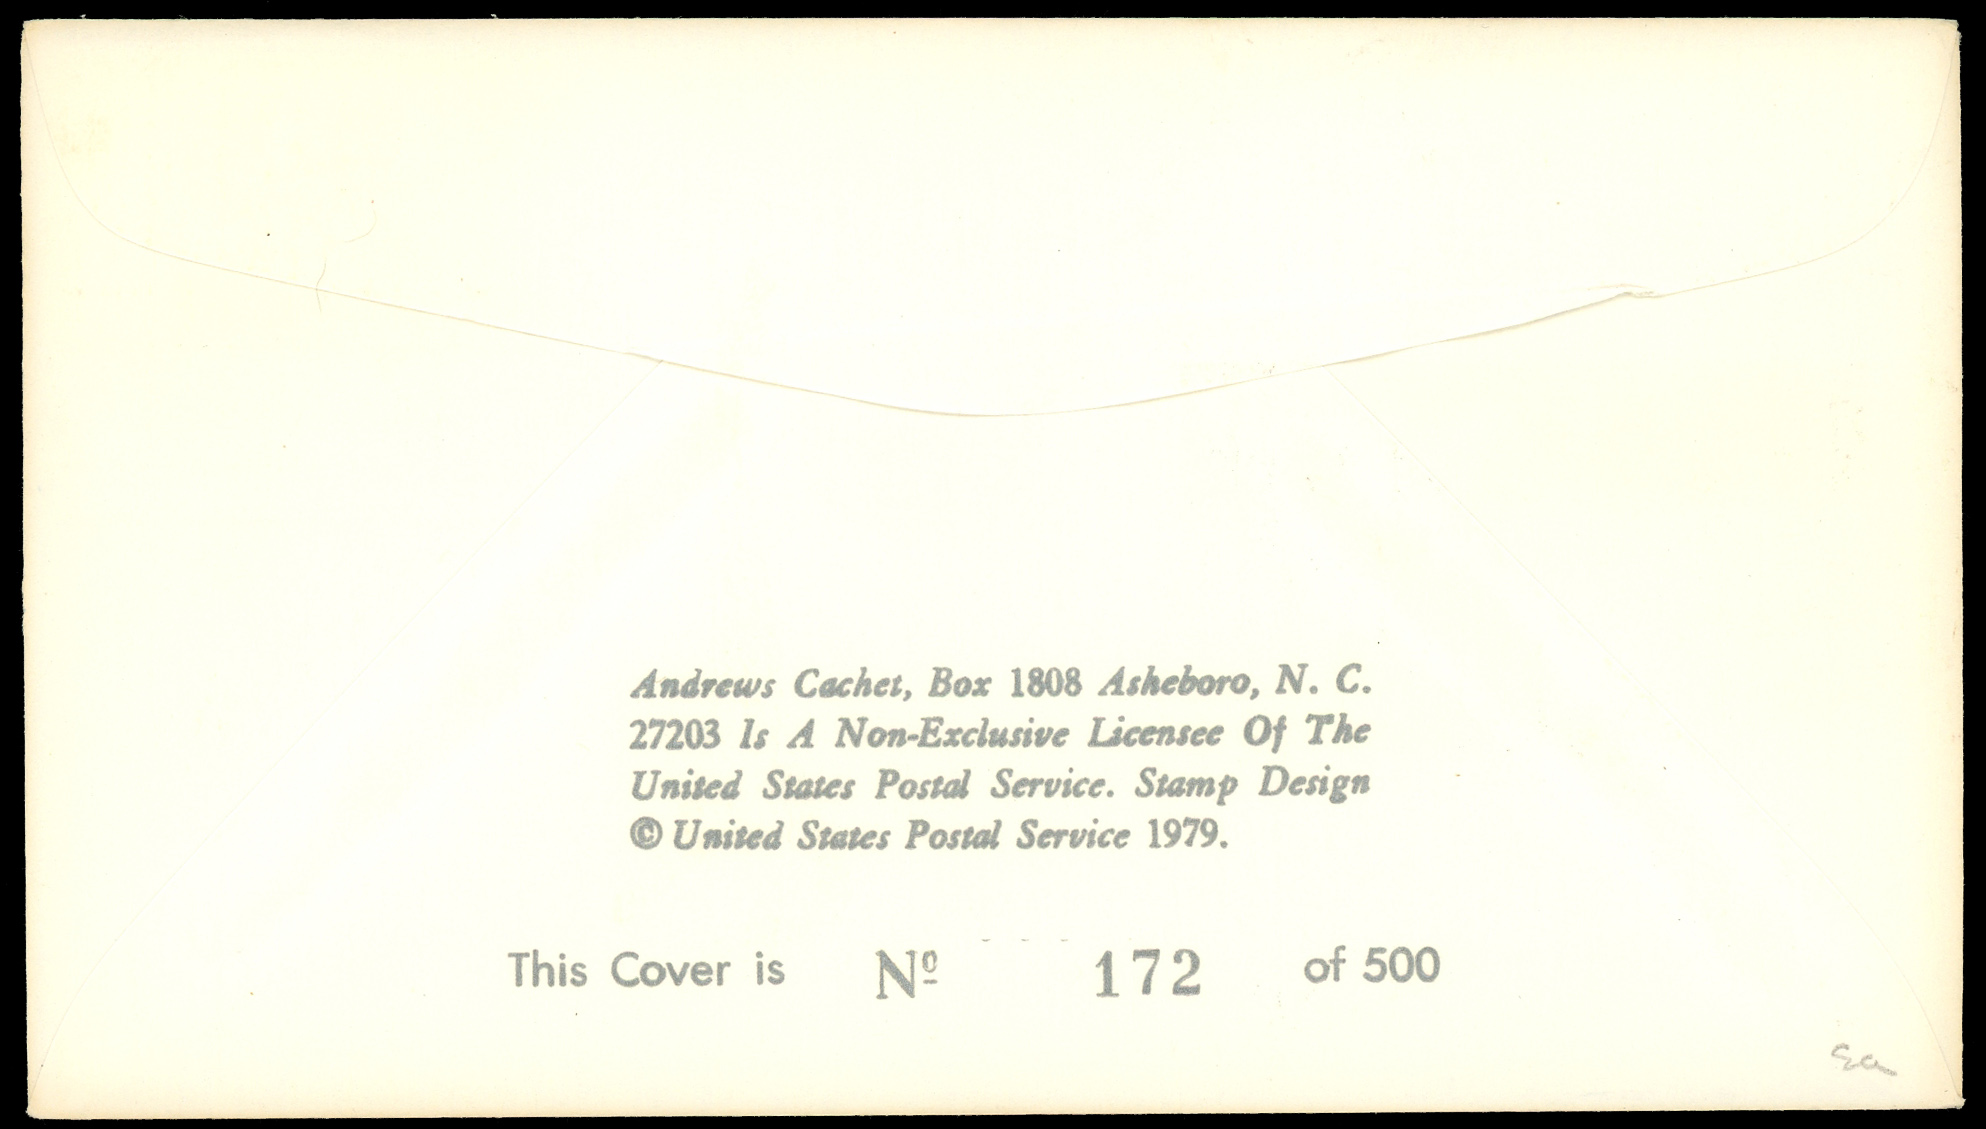 Andrews Cachet, Box 1808 Asheboro, N. C.
27203 Is A Non-Exclusive Licensee Of The
United States Postal Service. Stamp Design
© United States Postal Service 1979.
This Cover is Nº 172 of 500